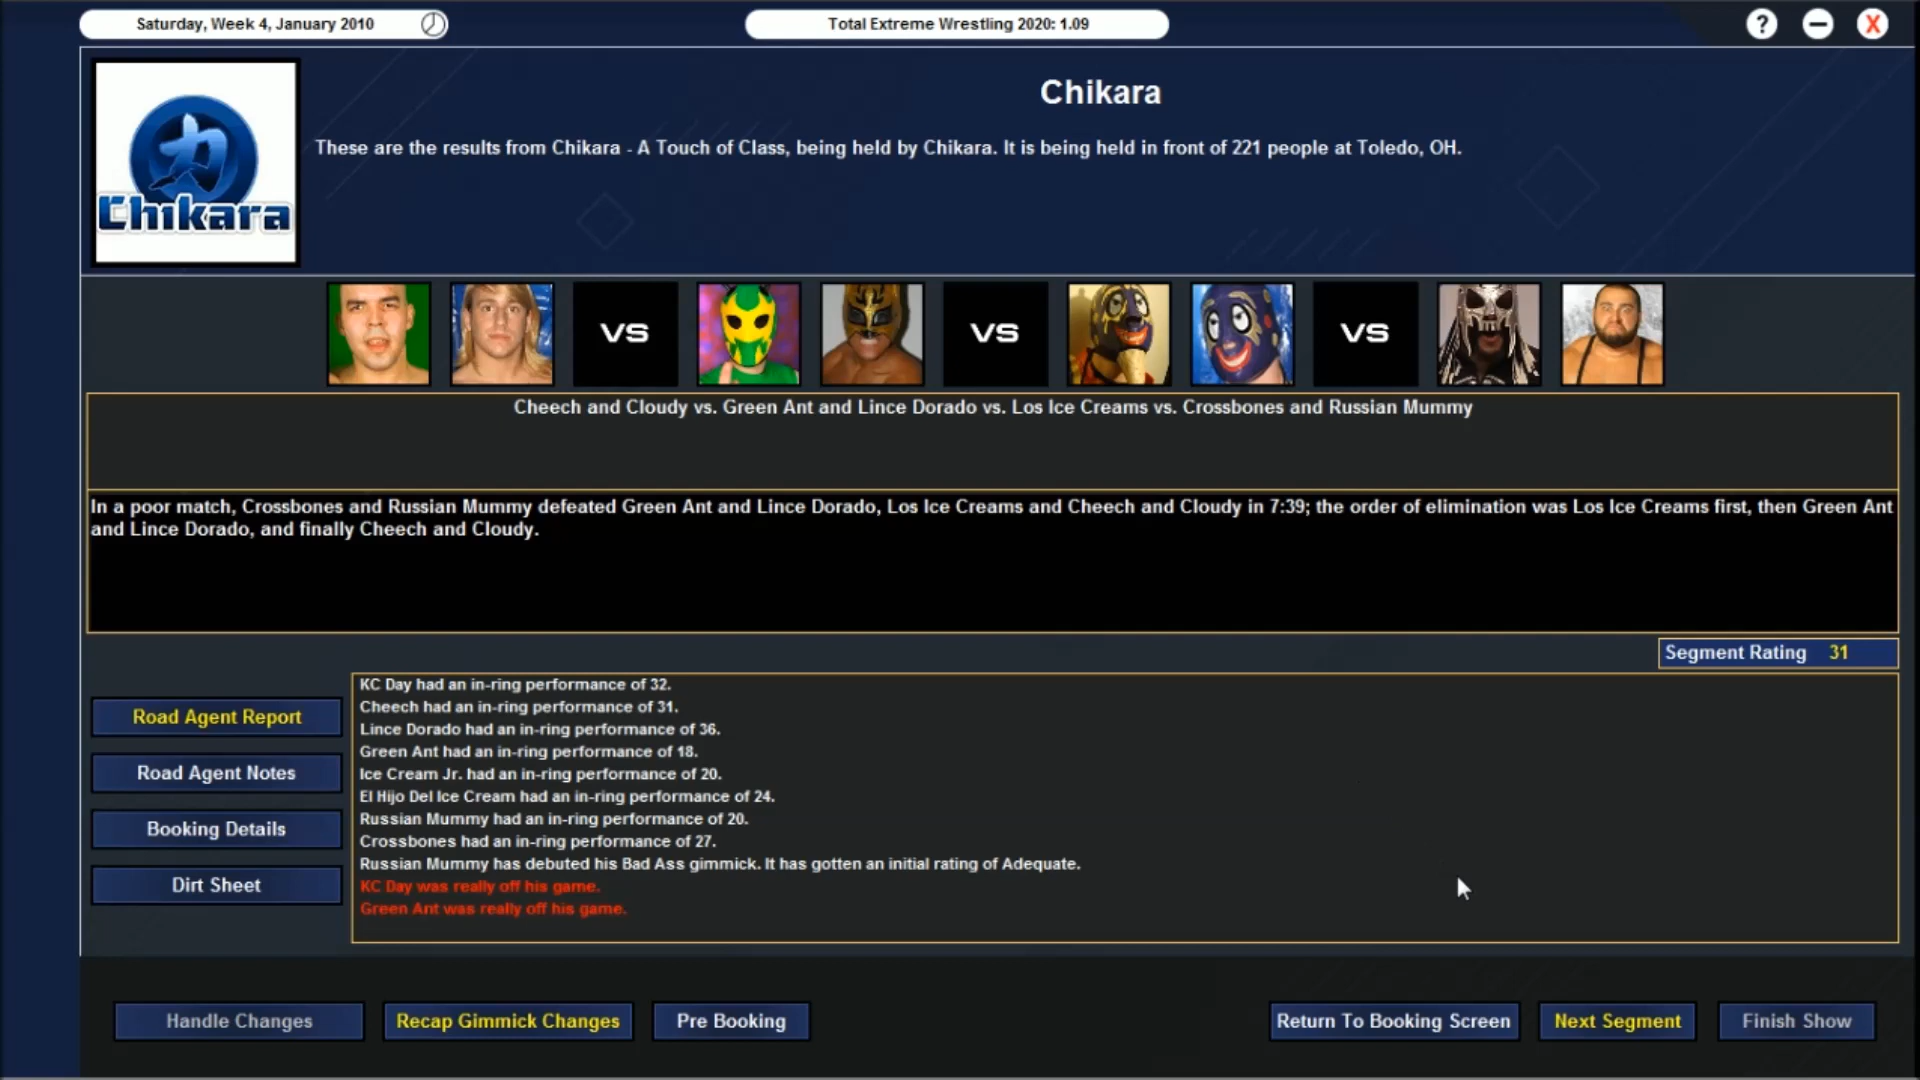 Saturday, Week 4, January 2010
Total Extreme Wrestling 2020: 1.09
?
X
力
Chikara
Chikara
These are the results from Chikara - A Touch of Class, being held by Chikara. It is being held in front of 221 people at Toledo, OH.
VS
VS
VS
Cheech and Cloudy vs. Green Ant and Lince Dorado vs. Los Ice Creams vs. Crossbones and Russian Mummy
In a poor match, Crossbones and Russian Mummy defeated Green Ant and Lince Dorado, Los Ice Creams and Cheech and Cloudy in 7:39; the order of elimination was Los Ice Creams first, then Green Ant
and Lince Dorado, and finally Cheech and Cloudy.
Segment Rating 31
Road Agent Report
Road Agent Notes
Booking Details
Dirt Sheet
KC Day had an in-ring performance of 32.
Cheech had an in-ring performance of 31.
Lince Dorado had an in-ring performance of 36.
Green Ant had an in-ring performance of 18.
Ice Cream Jr. had an in-ring performance of 20.
El Hijo Del Ice Cream had an in-ring performance of 24.
Russian Mummy had an in-ring performance of 20.
Crossbones had an in-ring performance of 27.
Russian Mummy has debuted his Bad Ass gimmick. It has gotten an initial rating of Adequate.
KC Day was really off his game.
Green Ant was really off his game.
Handle Changes
Recap Gimmick Changes
Pre Booking
Return To Booking Screen
Next Segment
Finish Show